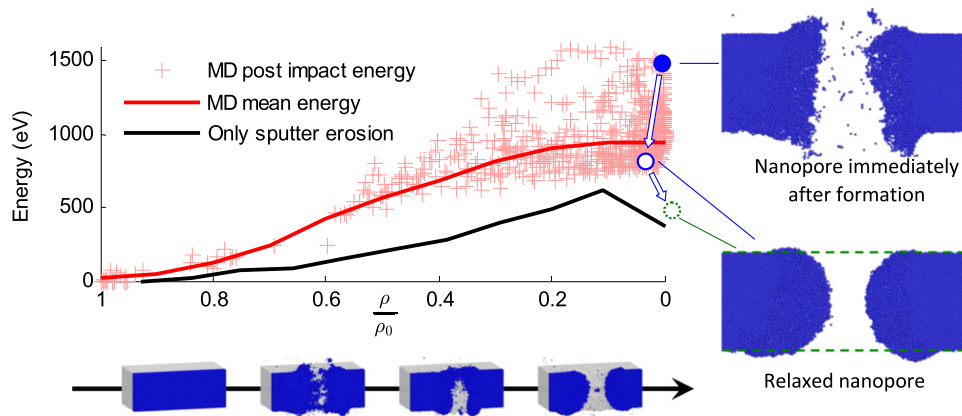 1500
1000
500
0
Energy (eV)
MD post impact energy
MD mean energy
Only sputter erosion
1
0.8
0.6
0.4
0.2
0
ρ
ρ0
Nanopore immediately
after formation
Relaxed nanopore